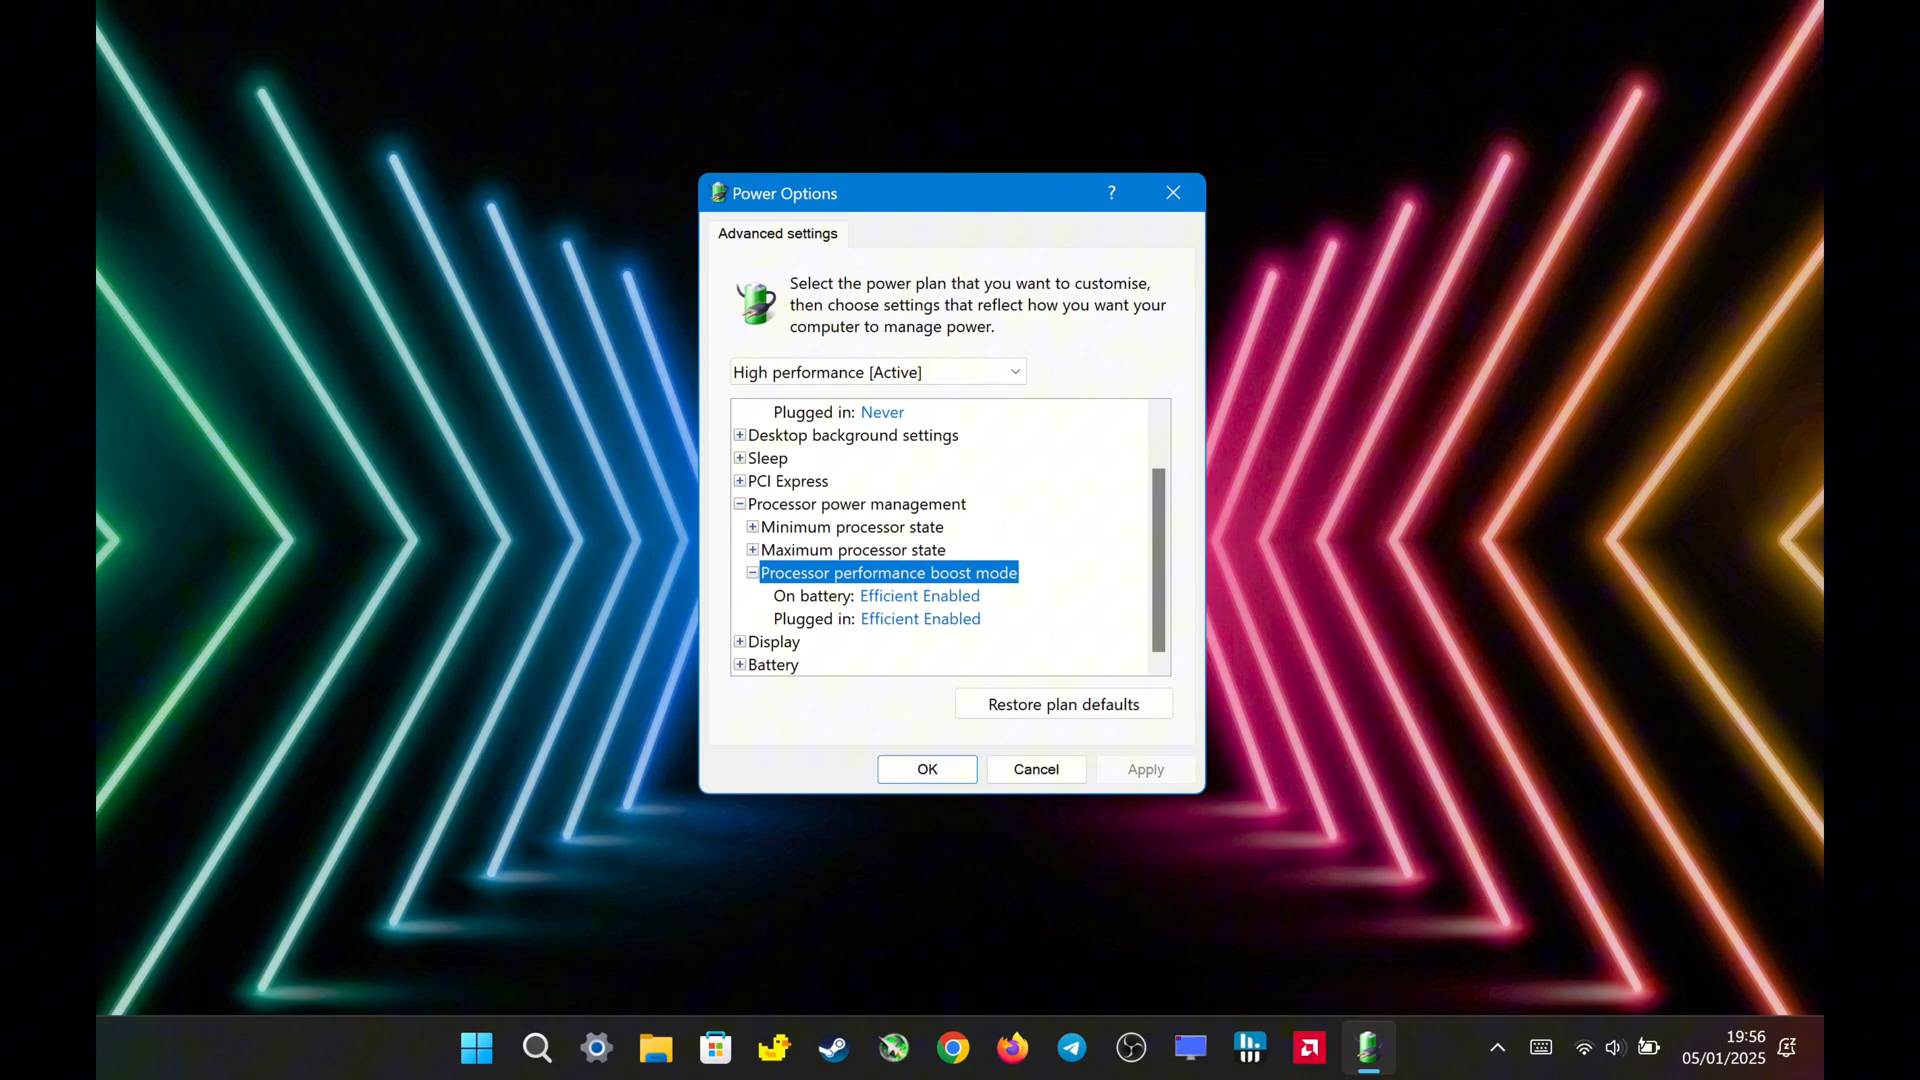 Power Options
?
Advanced settings
Select the power plan that you want to customise,
then choose settings that reflect how you want your
computer to manage power.
High performance [Active]
Plugged in: Never
Desktop background settings
Sleep
PCI Express
Processor power management
Minimum processor state
Maximum processor state
Processor performance boost mode
On battery: Efficient Enabled
Plugged in: Efficient Enabled
Display
Battery
Restore plan defaults
OK
Cancel
Apply
19:56
05/01/2025